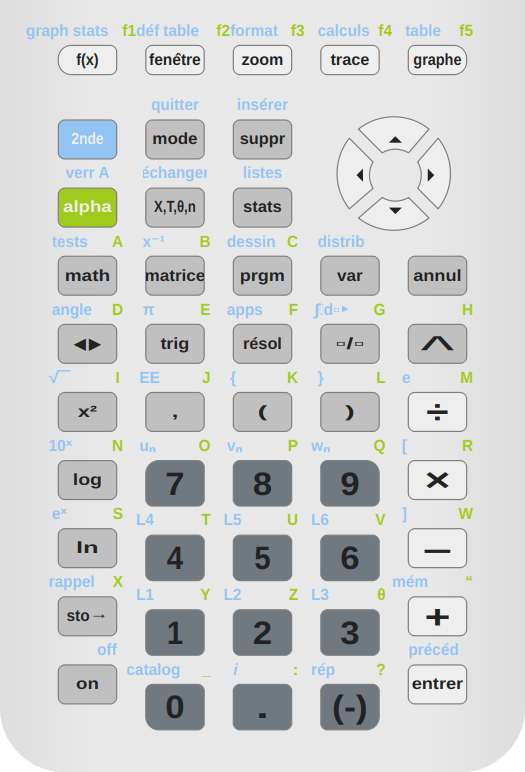 graph stats f1 déf table f2 format f3 calculs f4 table f5
f(x) fenêtre zoom trace graphe
quitter insérer
2nde mode suppr
verr A échanger listes
alpha X,T,θ,n stats
tests A x⁻¹ B dessin C distrib
math matrice prgm var annul
angle D π E apps F ∫▯d▫‣ G H
◄► trig résol ▫/▫ ^
√‾ I EE J { K } L e M
x² , ( ) ÷
10ˣ N uₙ O vₙ P wₙ Q [ R
log 7 8 9 ×
eˣ S L4 T L5 U L6 V ] W
ln 4 5 6 −
rappel X L1 Y L2 Z L3 θ mém “
sto→ 1 2 3 +
off catalog _ i : rép ? précéd
on 0 . (-) entrer